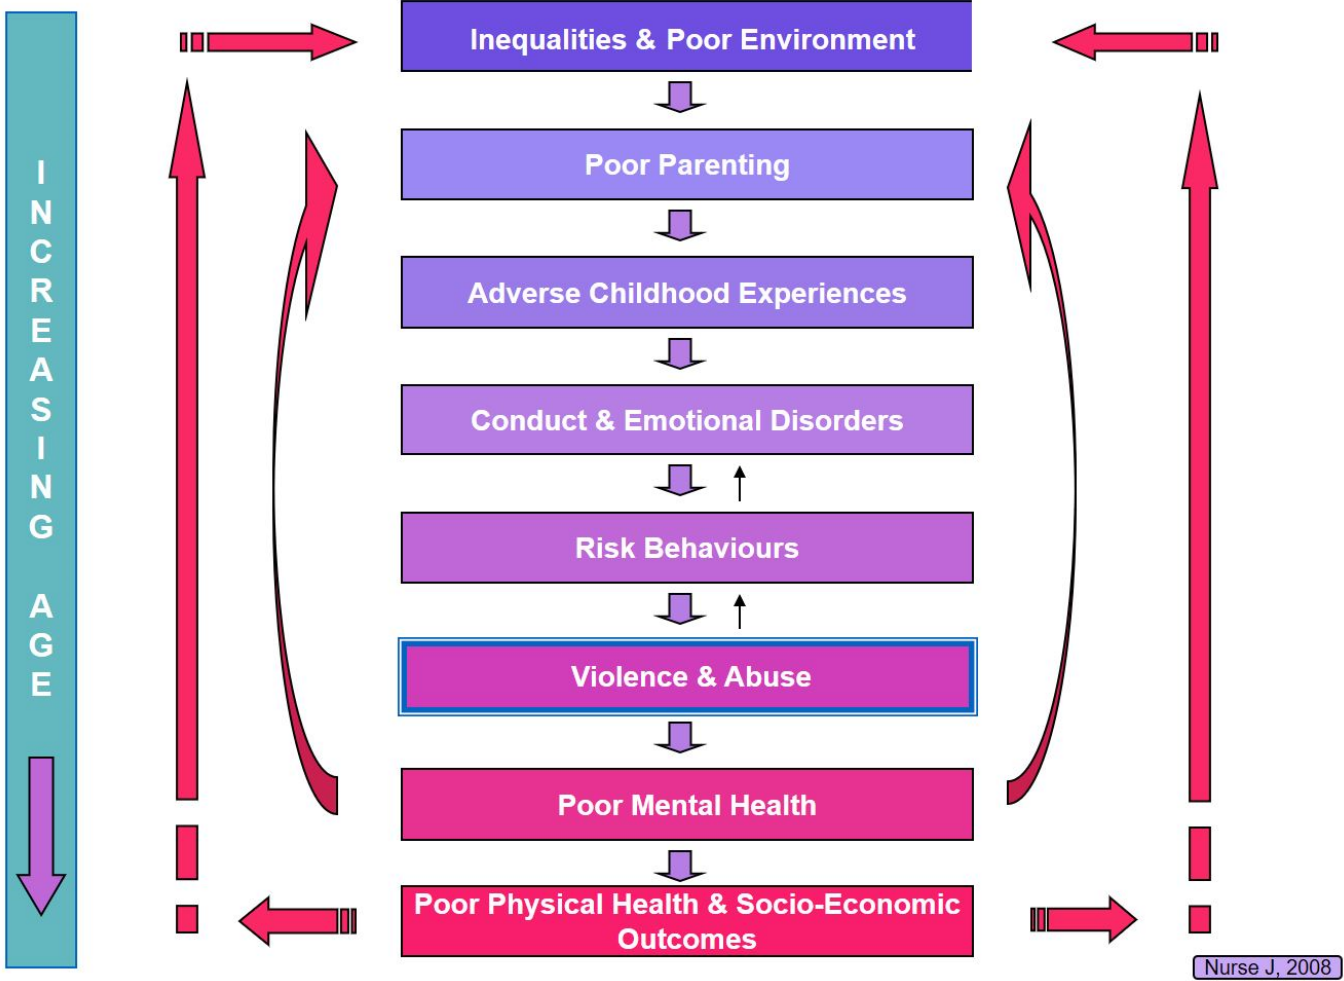 INCREASING AGE
Inequalities & Poor Environment
Poor Parenting
Adverse Childhood Experiences
Conduct & Emotional Disorders
Risk Behaviours
Violence & Abuse
Poor Mental Health
Poor Physical Health & Socio-Economic
Outcomes
Nurse J, 2008